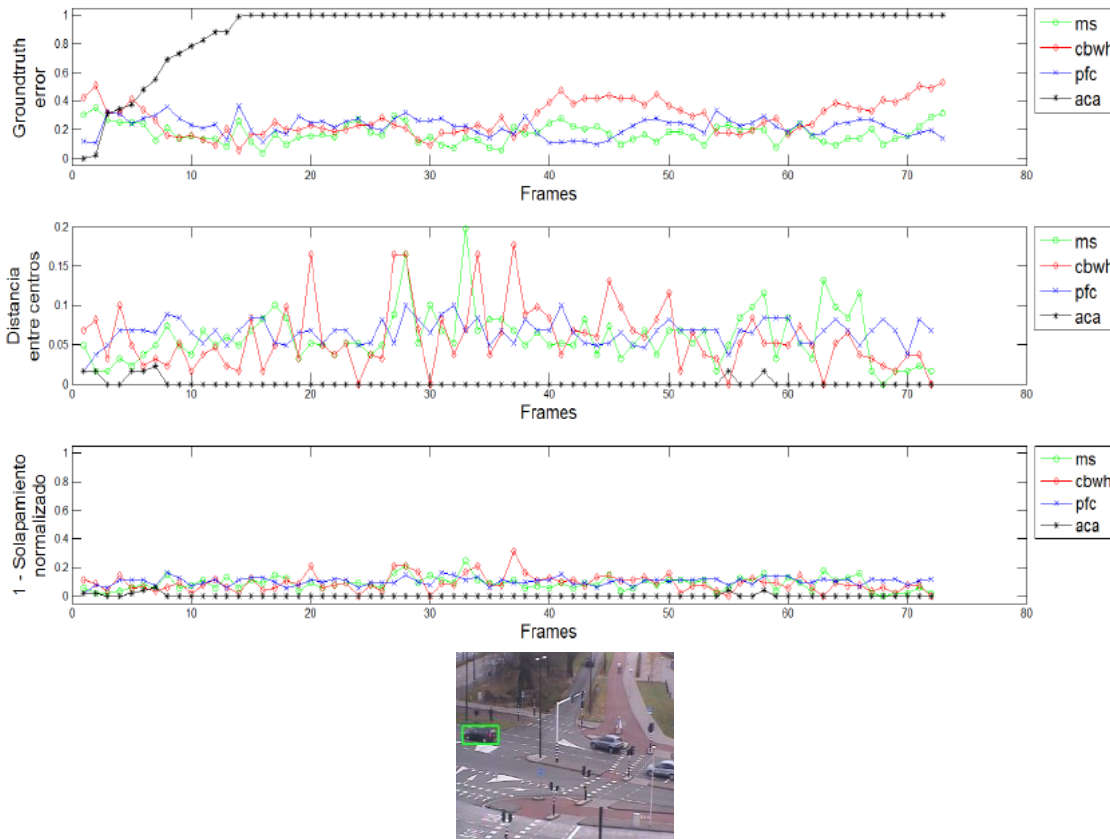 Groundtruth
error
1
0.8
0.6
0.4
0.2
0
0 10 20 30 40 50 60 70 80
Frames
ms
cbwh
pfc
aca
Distancia
entre centros
0.2
0.15
0.1
0.05
0
0 10 20 30 40 50 60 70 80
Frames
ms
cbwh
pfc
aca
1 - Solapamiento
normalizado
1
0.8
0.6
0.4
0.2
0
0 10 20 30 40 50 60 70 80
Frames
ms
cbwh
pfc
aca